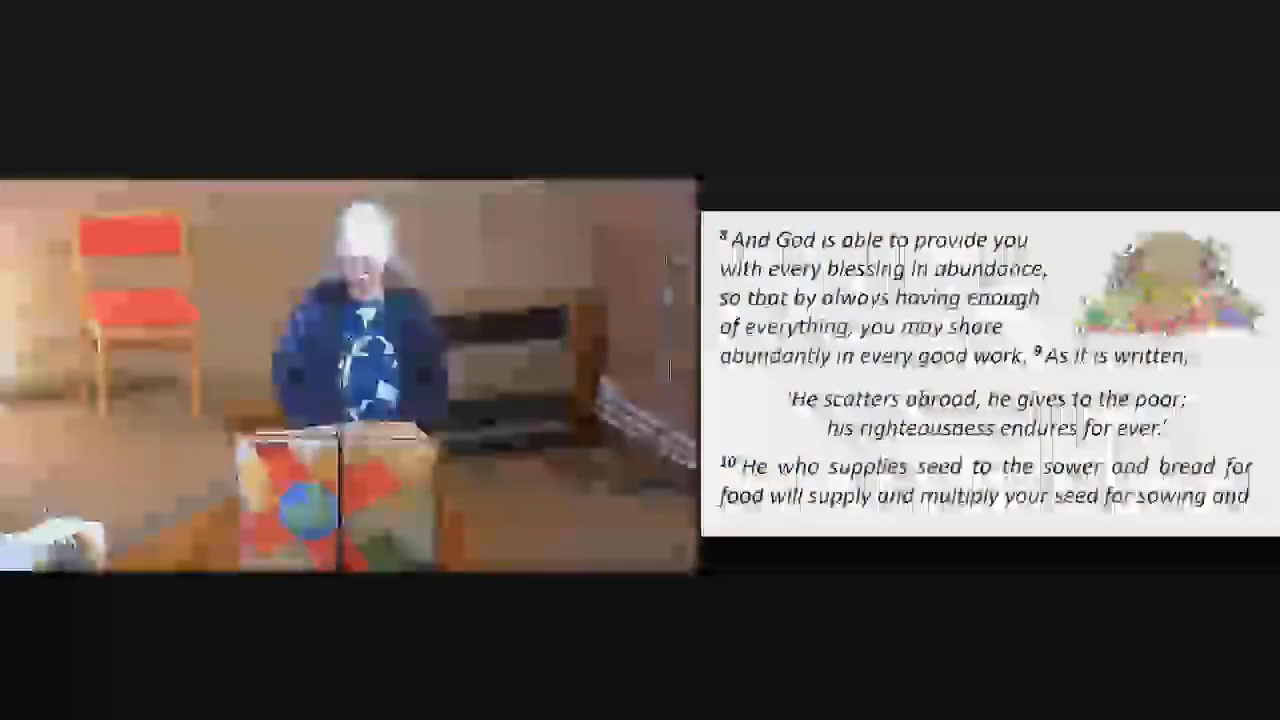 ⁸ And God is able to provide you
with every blessing in abundance,
so that by always having enough
of everything, you may share
abundantly in every good work. ⁹ As it is written,
'He scatters abroad, he gives to the poor;
his righteousness endures for ever.'
¹⁰ He who supplies seed to the sower and bread for
food will supply and multiply your seed for sowing and